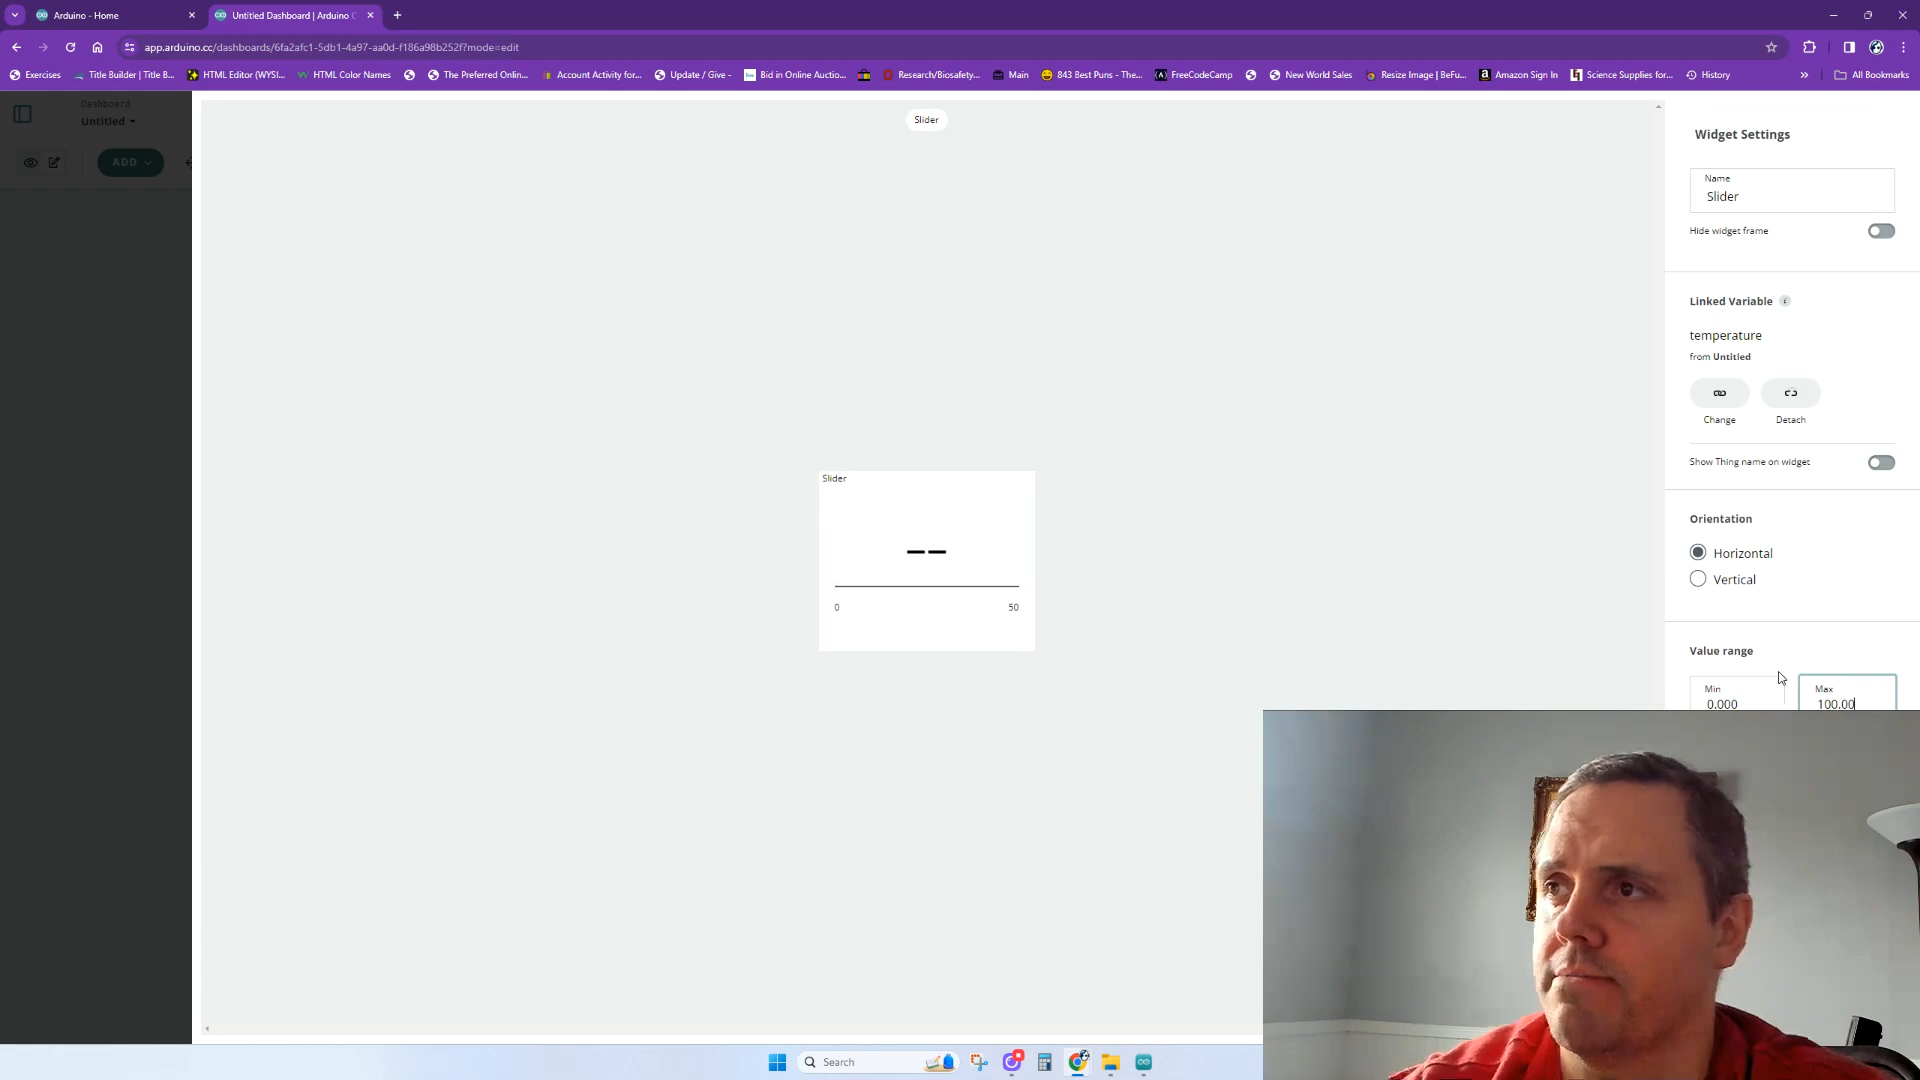 Arduino - Home
Untitled Dashboard | Arduino C
app.arduino.cc/dashboards/6fa2afc1-5db1-4a97-aa0d-f186a98b252f?mode=edit
Exercises
Title Builder | Title B...
HTML Editor (WYSI...
HTML Color Names
The Preferred Onlin...
Account Activity for...
Update / Give -
Bid in Online Auctio...
Research/Biosafety...
Main
843 Best Puns - The...
FreeCodeCamp
New World Sales
Resize Image | BeFu...
Amazon Sign In
Science Supplies for...
History
All Bookmarks
Dashboard
Untitled
ADD
Slider
Slider
0
50
Widget Settings
Name
Slider
Hide widget frame
Linked Variable
temperature
from Untitled
Change
Detach
Show Thing name on widget
Orientation
Horizontal
Vertical
Value range
Min
0.000
Max
100.00
Search